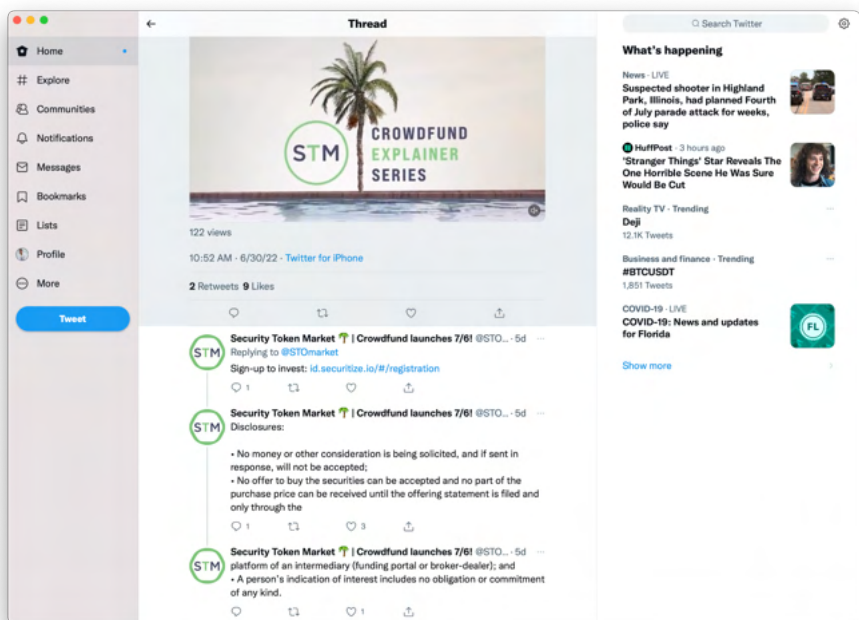 Home
Explore
Communities
Notifications
Messages
Bookmarks
Lists
Profile
More
Tweet
Thread
STM
CROWDFUND
EXPLAINER
SERIES
122 views
10:52 AM · 6/30/22 · Twitter for iPhone
2 Retweets 9 Likes
STM
Security Token Market 🌴 | Crowdfund launches 7/6! @STO... · 5d
Replying to @STOmarket
Sign-up to invest: id.securitize.io/#/registration
1
STM
Security Token Market 🌴 | Crowdfund launches 7/6! @STO... · 5d
Disclosures:
• No money or other consideration is being solicited, and if sent in
response, will not be accepted;
• No offer to buy the securities can be accepted and no part of the
purchase price can be received until the offering statement is filed and
only through the
1 3
STM
Security Token Market 🌴 | Crowdfund launches 7/6! @STO... · 5d
platform of an intermediary (funding portal or broker-dealer); and
• A person's indication of interest includes no obligation or commitment
of any kind.
1
Search Twitter
What's happening
News · LIVE
Suspected shooter in Highland
Park, Illinois, had planned Fourth
of July parade attack for weeks,
police say
HuffPost · 3 hours ago
'Stranger Things' Star Reveals The
One Horrible Scene He Was Sure
Would Be Cut
Reality TV · Trending
Deji
12.1K Tweets
Business and finance · Trending
#BTCUSDT
1,851 Tweets
COVID-19 · LIVE
COVID-19: News and updates
for Florida
FL
Show more